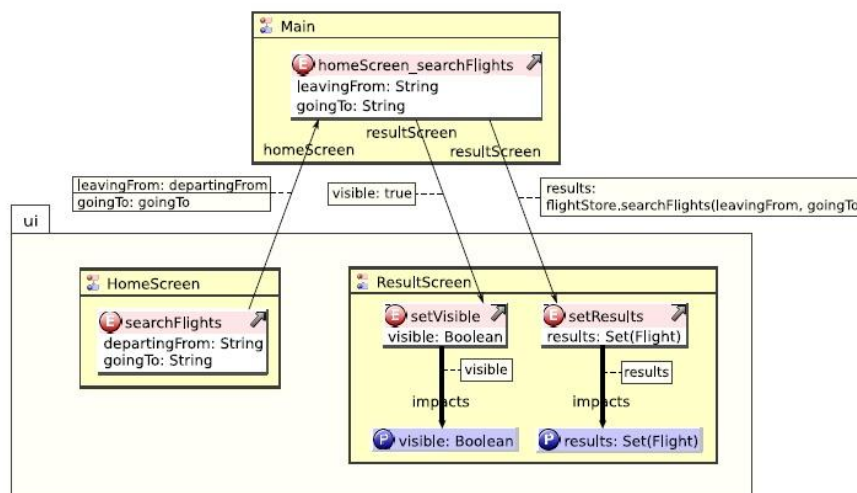 Main
E homeScreen_searchFlights
leavingFrom: String
goingTo: String
homeScreen
resultScreen
resultScreen
leavingFrom: departingFrom
goingTo: goingTo
visible: true
results:
flightStore.searchFlights(leavingFrom, goingTo
ui
HomeScreen
E searchFlights
departingFrom: String
goingTo: String
ResultScreen
E setVisible
visible: Boolean
E setResults
results: Set(Flight)
visible
results
impacts
impacts
P visible: Boolean
P results: Set(Flight)